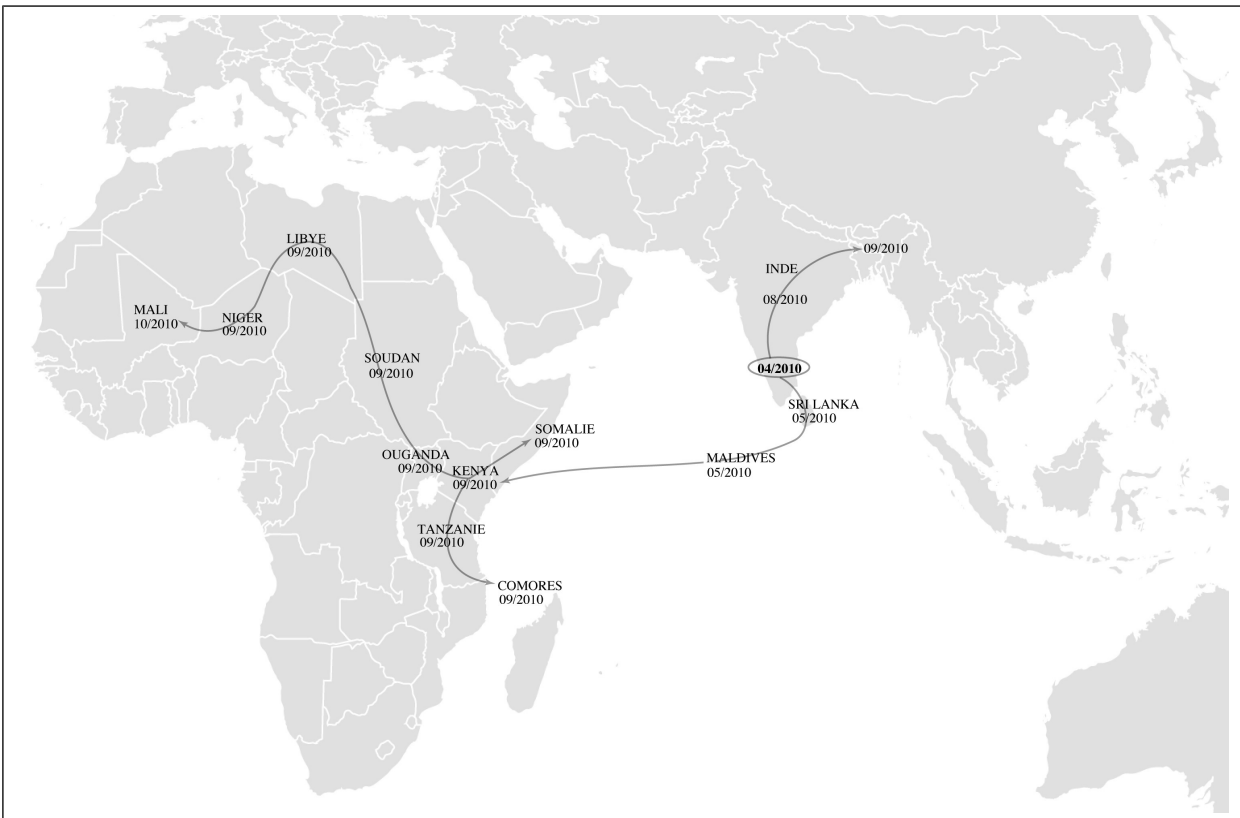 LIBYE
09/2010
09/2010
INDE
08/2010
MALI
10/2010
NIGER
09/2010
SOUDAN
09/2010
04/2010
SRI LANKA
05/2010
SOMALIE
09/2010
OUGANDA
09/2010
KENYA
09/2010
MALDIVES
05/2010
TANZANIE
09/2010
COMORES
09/2010